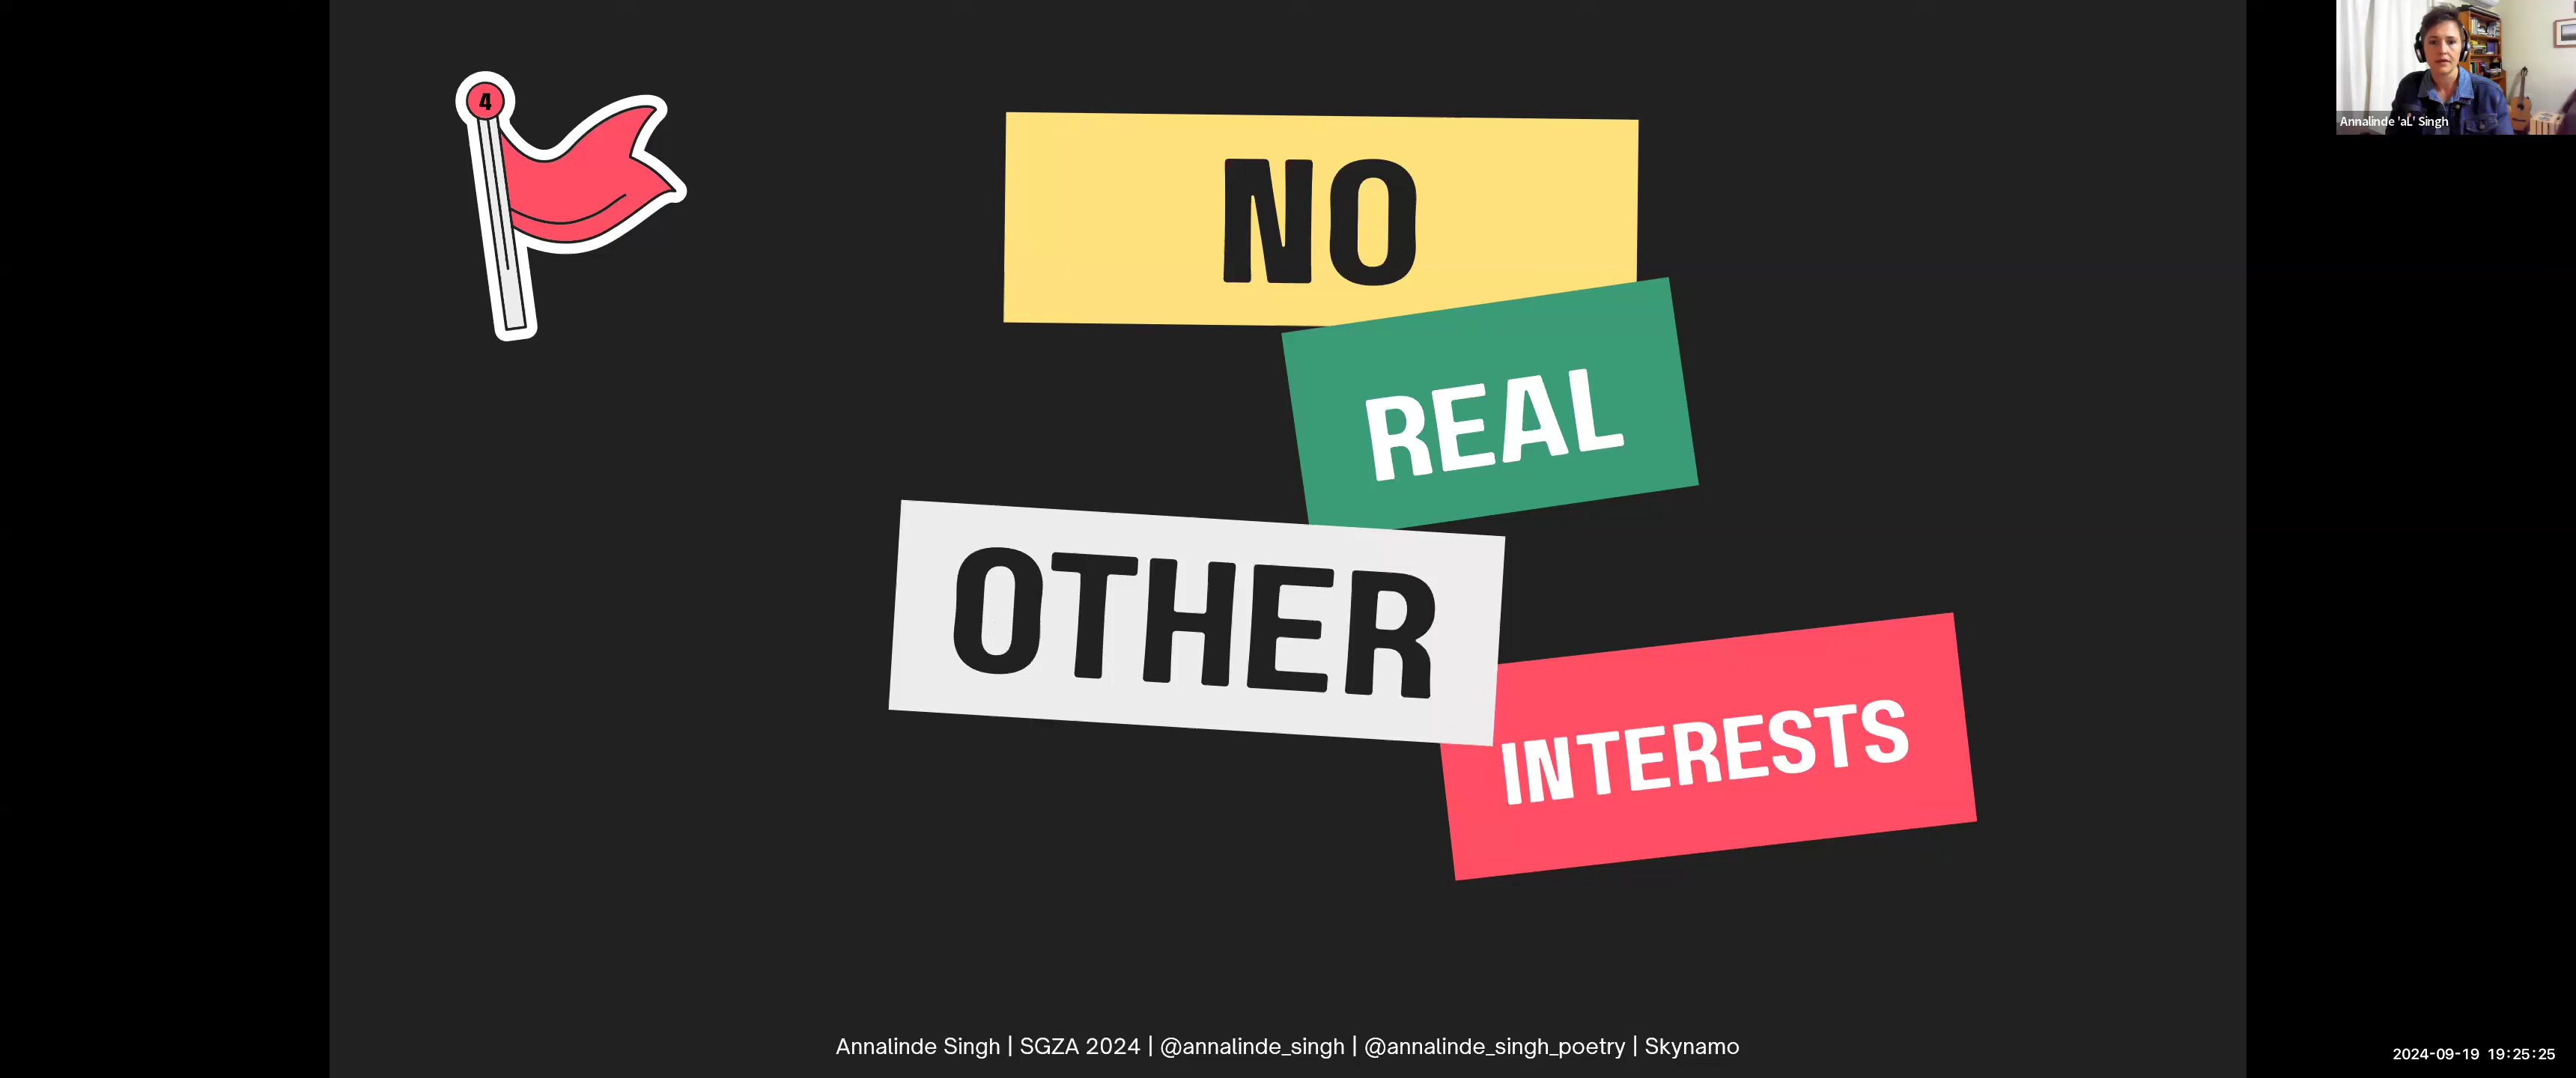 4
NO
REAL
OTHER
INTERESTS
Annalinde 'aL' Singh
Annalinde Singh | SGZA 2024 | @annalinde_singh | @annalinde_singh_poetry | Skynamo
2024-09-19 19:25:25